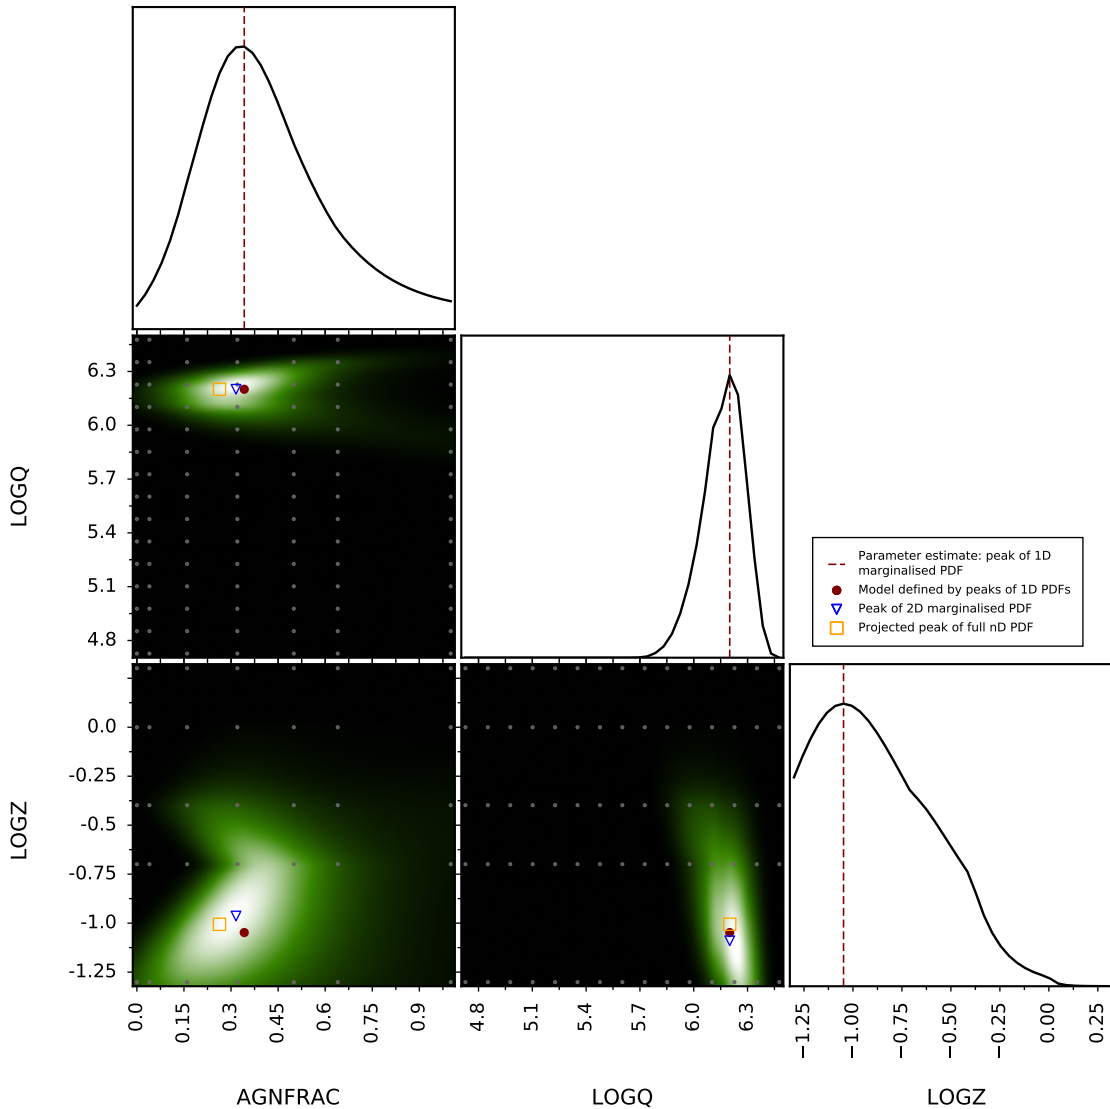 6.3
6.0
5.7
5.4
5.1
4.8
LOGQ
Parameter estimate: peak of 1D
marginalised PDF
Model defined by peaks of 1D PDFs
Peak of 2D marginalised PDF
Projected peak of full nD PDF
0.0
-0.25
-0.5
-0.75
-1.0
-1.25
LOGZ
0.0 0.15 0.3 0.45 0.6 0.75 0.9
4.8 5.1 5.4 5.7 6.0 6.3
−1.25 −1.00 −0.75 −0.50 −0.25 0.00 0.25
AGNFRAC LOGQ LOGZ